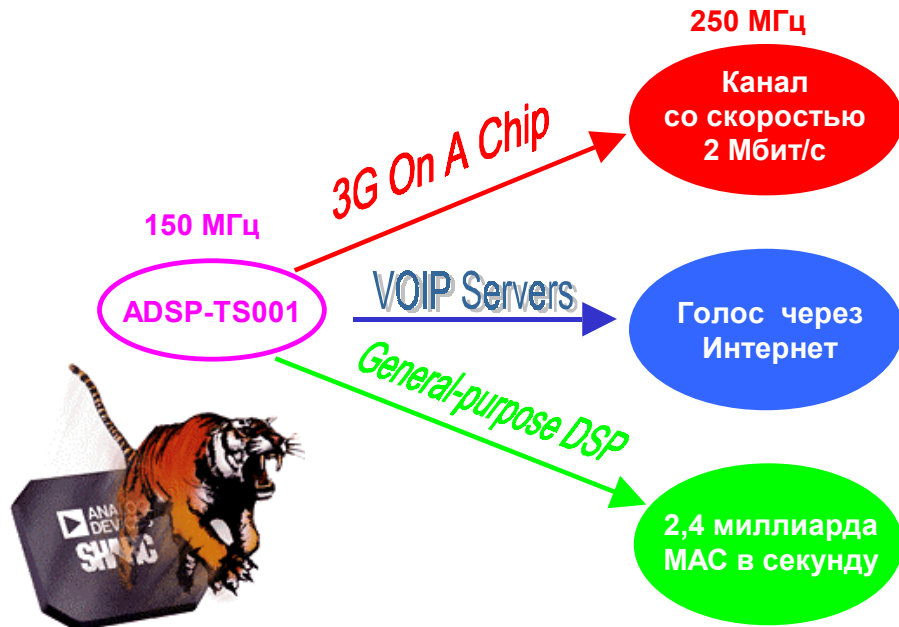 250 МГц
Канал
со скоростью
2 Мбит/с
3G On A Chip
150 МГц
ADSP-TS001
VOIP Servers
Голос через
Интернет
General-purpose DSP
2,4 миллиарда
МАС в секунду